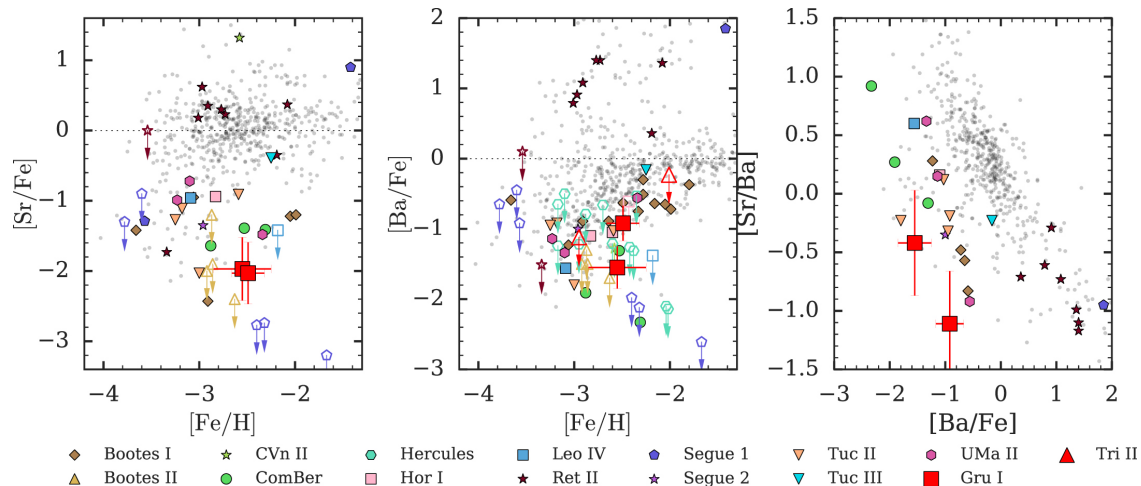 1
0
−1
−2
−3
[Sr/Fe]
−4
−3
−2
[Fe/H]
2
1
0
−1
−2
−3
[Ba/Fe]
−4
−3
−2
[Fe/H]
1.5
1.0
0.5
0.0
−0.5
−1.0
−1.5
[Sr/Ba]
−3
−2
−1
0
1
2
[Ba/Fe]
Bootes I
CVn II
Hercules
Leo IV
Segue 1
Tuc II
UMa II
Tri II
Bootes II
ComBer
Hor I
Ret II
Segue 2
Tuc III
Gru I